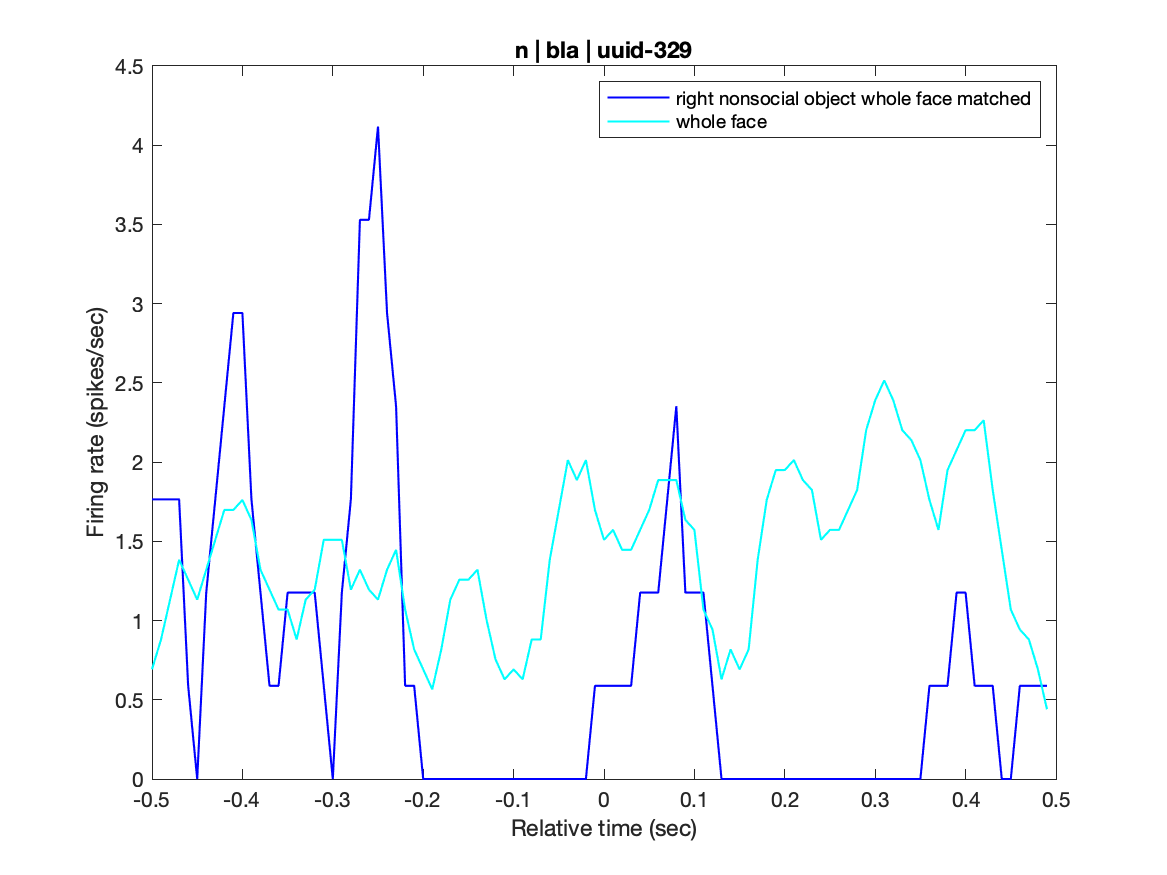 n | bla | uuid-329
4.5
4
3.5
3
2.5
2
1.5
1
0.5
0
Firing rate (spikes/sec)
right nonsocial object whole face matched
whole face
-0.5 -0.4 -0.3 -0.2 -0.1 0 0.1 0.2 0.3 0.4 0.5
Relative time (sec)